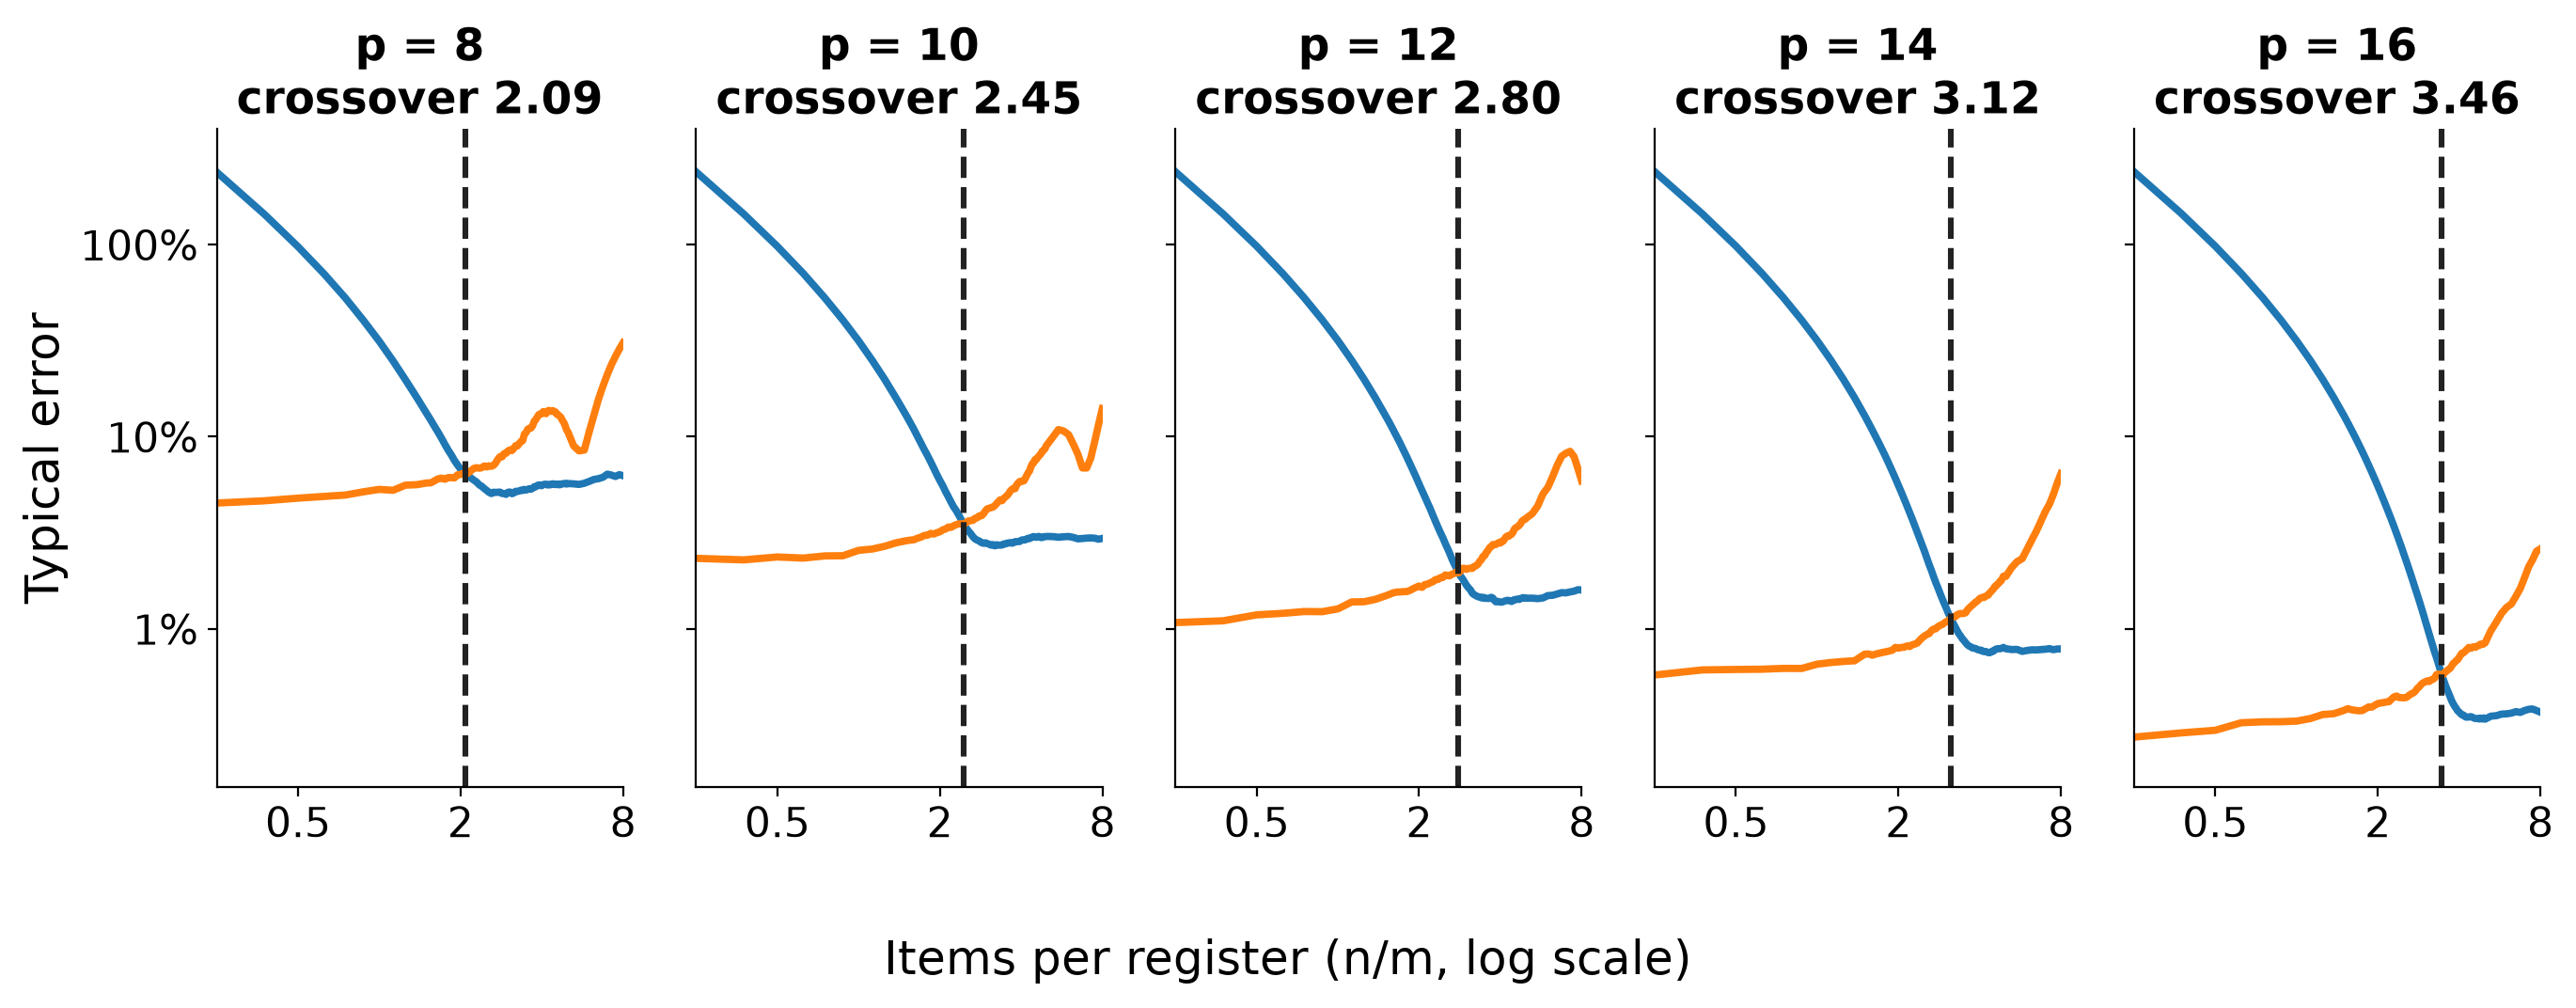 p = 8
crossover 2.09
p = 10
crossover 2.45
p = 12
crossover 2.80
p = 14
crossover 3.12
p = 16
crossover 3.46
Typical error
100%
10%
1%
0.5 2 8
0.5 2 8
0.5 2 8
0.5 2 8
0.5 2 8
Items per register (n/m, log scale)